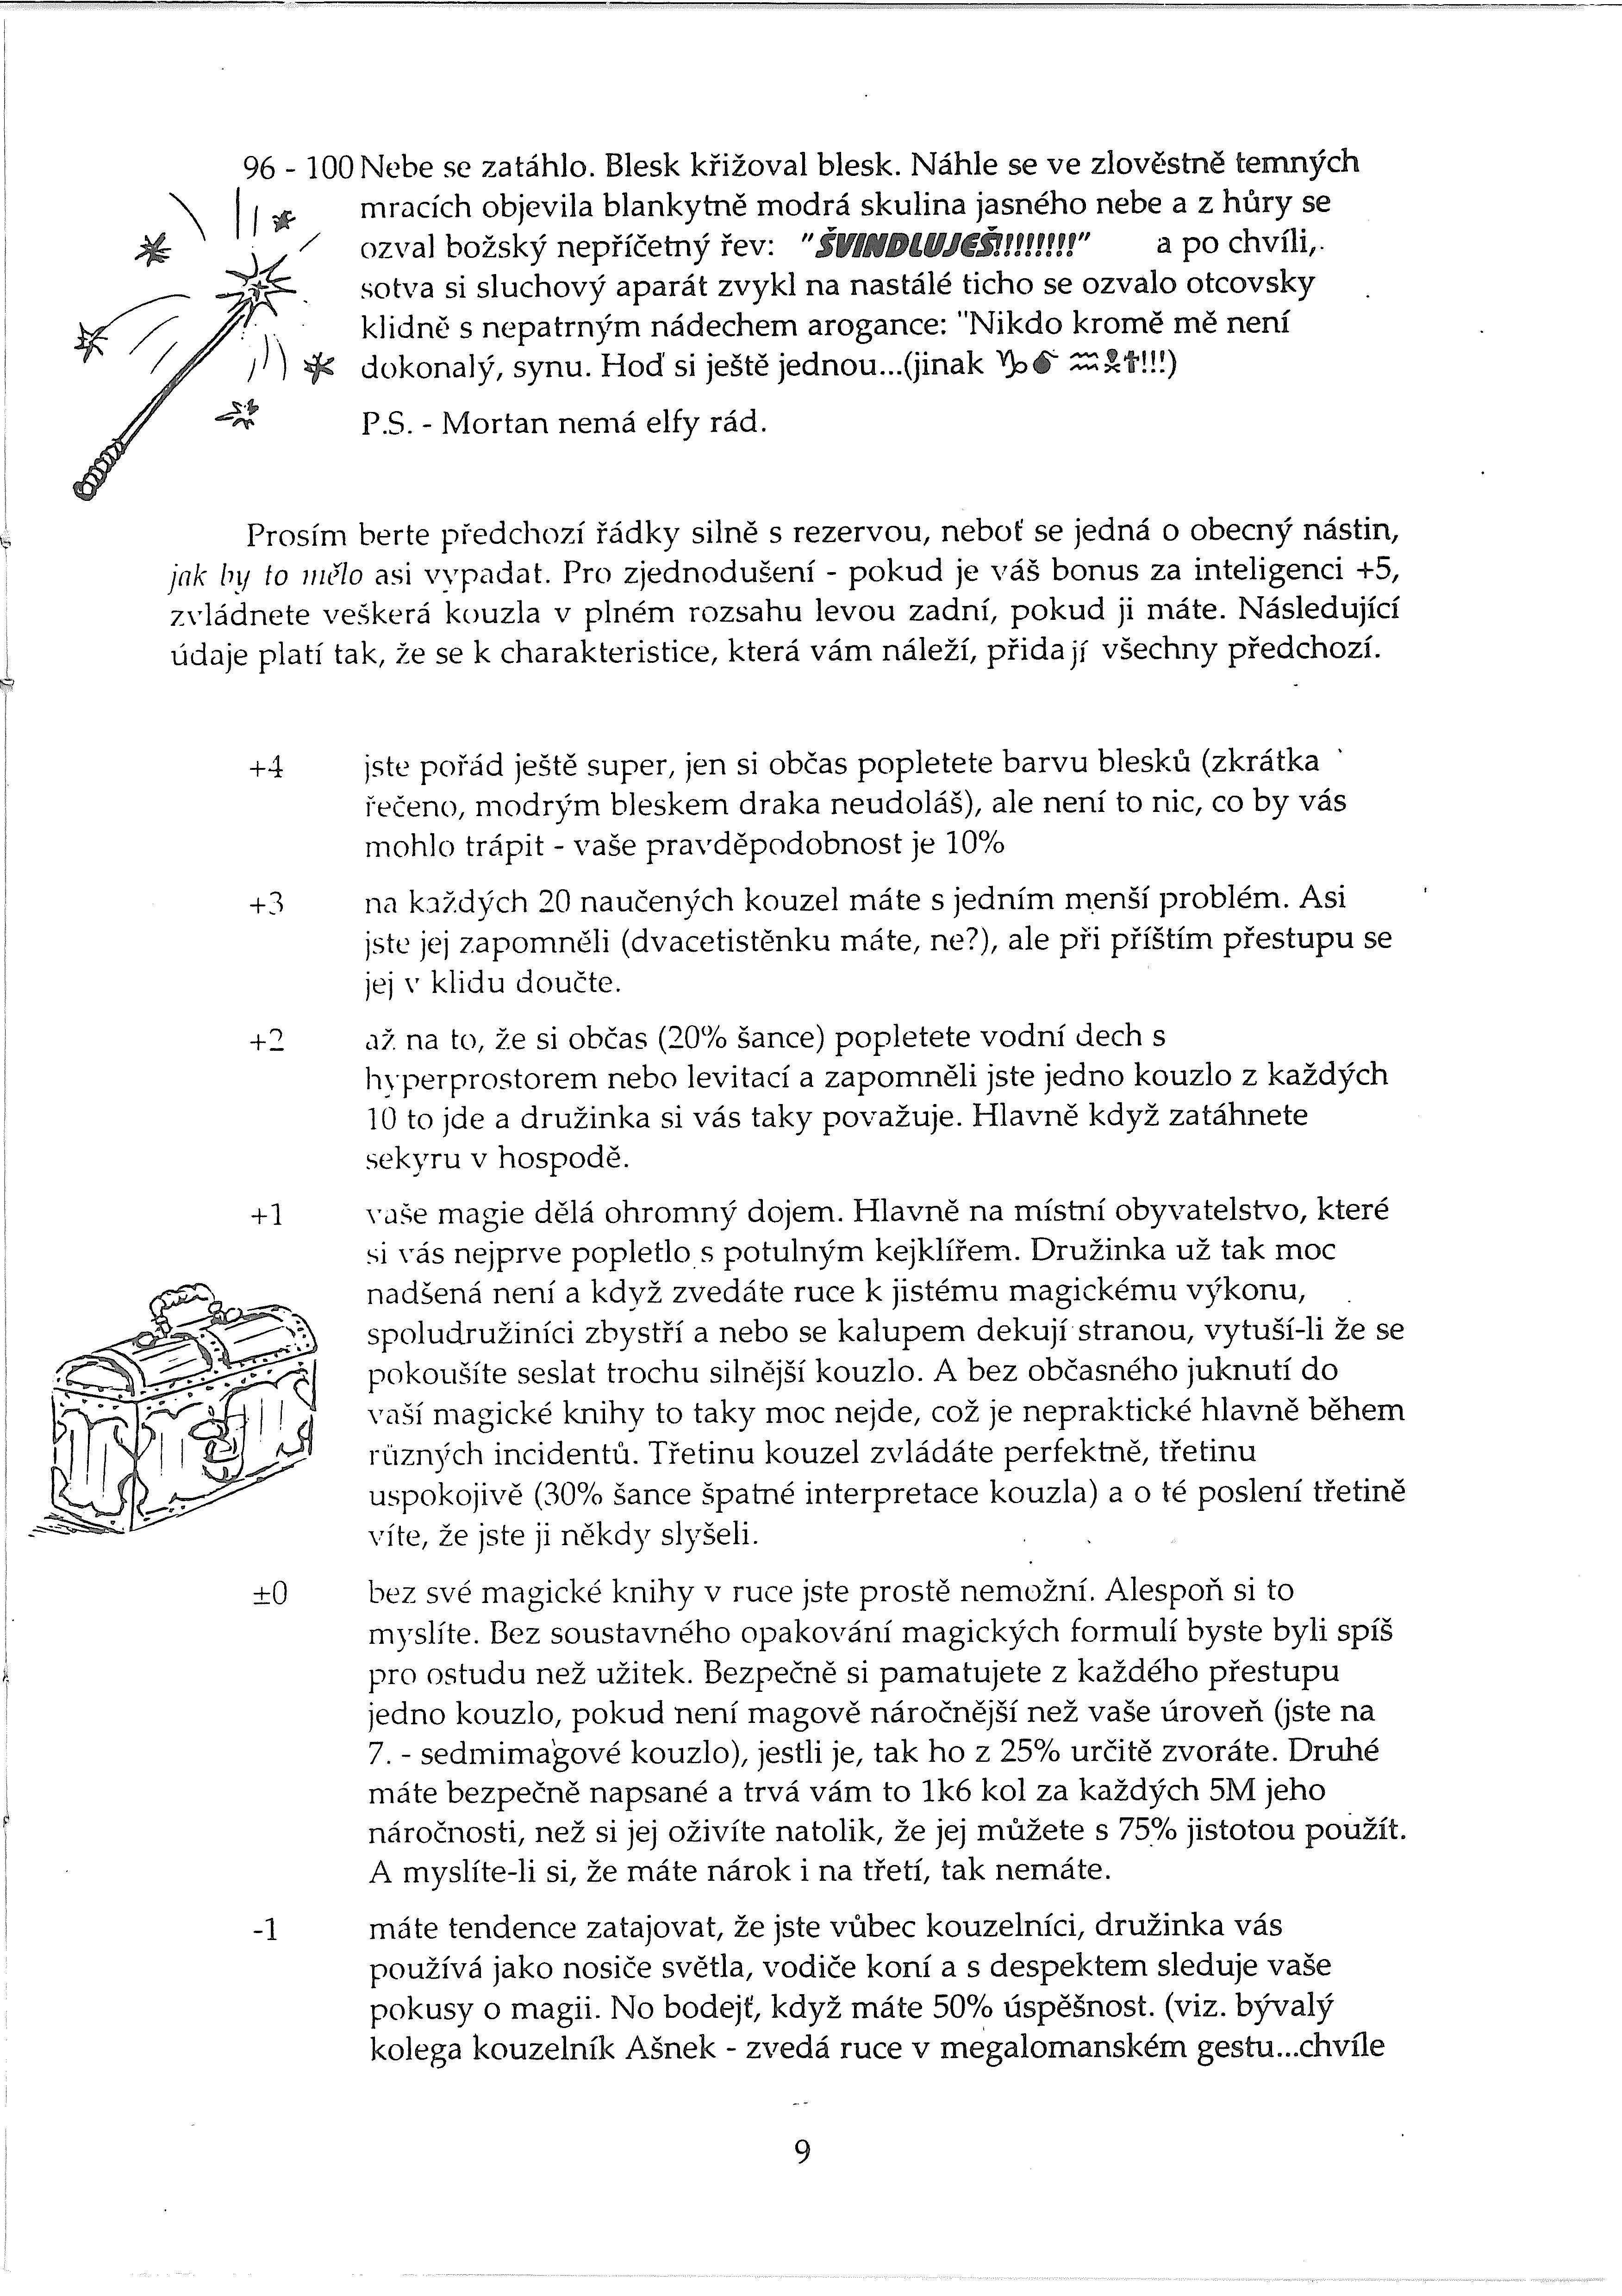 96 - 100 Nebe se zatáhlo. Blesk křižoval blesk. Náhle se ve zlověstně temných
mracích objevila blankytně modrá skulina jasného nebe a z hůry se
ozval božský nepříčetný řev: "ŠVINDLUJEŠ!!!!!!!!!" a po chvíli,
sotva si sluchový aparát zvykl na nastálé ticho se ozvalo otcovsky
klidně s nepatrným nádechem arogance: "Nikdo kromě mě není
dokonalý, synu. Hoď si ještě jednou...(jinak ♑💣 ♒☠✝!!!)
P.S. - Mortan nemá elfy rád.
Prosím berte předchozí řádky silně s rezervou, neboť se jedná o obecný nástin,
jak by to mělo asi vypadat. Pro zjednodušení - pokud je váš bonus za inteligenci +5,
zvládnete veškerá kouzla v plném rozsahu levou zadní, pokud ji máte. Následující
údaje platí tak, že se k charakteristice, která vám náleží, přidají všechny předchozí.
+4 jste pořád ještě super, jen si občas popletete barvu blesků (zkrátka
řečeno, modrým bleskem draka neudoláš), ale není to nic, co by vás
mohlo trápit - vaše pravděpodobnost je 10%
+3 na každých 20 naučených kouzel máte s jedním menší problém. Asi
jste jej zapomněli (dvacetistěnku máte, ne?), ale při příštím přestupu se
jej v klidu doučte.
+2 až na to, že si občas (20% šance) popletete vodní dech s
hyperprostorem nebo levitací a zapomněli jste jedno kouzlo z každých
10 to jde a družinka si vás taky považuje. Hlavně když zatáhnete
sekyru v hospodě.
+1 vaše magie dělá ohromný dojem. Hlavně na místní obyvatelstvo, které
si vás nejprve popletlo s potulným kejklířem. Družinka už tak moc
nadšená není a když zvedáte ruce k jistému magickému výkonu,
spoludružiníci zbystří a nebo se kalupem dekují stranou, vytuší-li že se
pokoušíte seslat trochu silnější kouzlo. A bez občasného juknutí do
vaší magické knihy to taky moc nejde, což je nepraktické hlavně během
různých incidentů. Třetinu kouzel zvládáte perfektně, třetinu
uspokojivě (30% šance špatné interpretace kouzla) a o té poslení třetině
víte, že jste ji někdy slyšeli.
±0 bez své magické knihy v ruce jste prostě nemožní. Alespoň si to
myslíte. Bez soustavného opakování magických formulí byste byli spíš
pro ostudu než užitek. Bezpečně si pamatujete z každého přestupu
jedno kouzlo, pokud není magově náročnější než vaše úroveň (jste na
7. - sedmimagové kouzlo), jestli je, tak ho z 25% určitě zvoráte. Druhé
máte bezpečně napsané a trvá vám to 1k6 kol za každých 5M jeho
náročnosti, než si jej oživíte natolik, že jej můžete s 75% jistotou použít.
A myslíte-li si, že máte nárok i na třetí, tak nemáte.
-1 máte tendence zatajovat, že jste vůbec kouzelníci, družinka vás
používá jako nosiče světla, vodiče koní a s despektem sleduje vaše
pokusy o magii. No bodejť, když máte 50% úspěšnost. (viz. bývalý
kolega kouzelník Ašnek - zvedá ruce v megalomanském gestu...chvíle
9